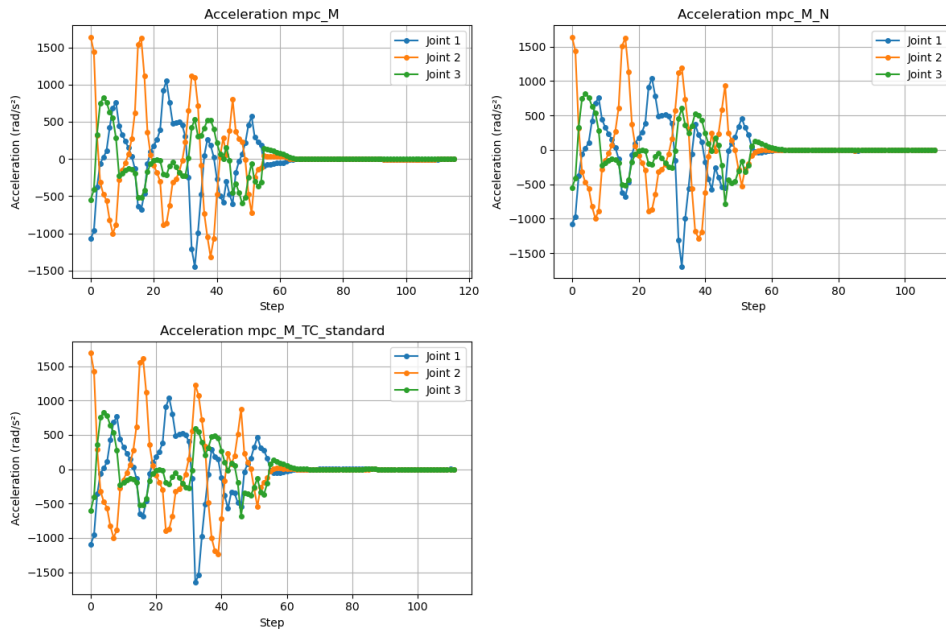 Acceleration mpc_M
Acceleration (rad/s²)
1500
1000
500
0
−500
−1000
−1500
0 20 40 60 80 100 120
Step
Joint 1
Joint 2
Joint 3
Acceleration mpc_M_N
Acceleration (rad/s²)
1500
1000
500
0
−500
−1000
−1500
0 20 40 60 80 100
Step
Joint 1
Joint 2
Joint 3
Acceleration mpc_M_TC_standard
Acceleration (rad/s²)
1500
1000
500
0
−500
−1000
−1500
0 20 40 60 80 100
Step
Joint 1
Joint 2
Joint 3